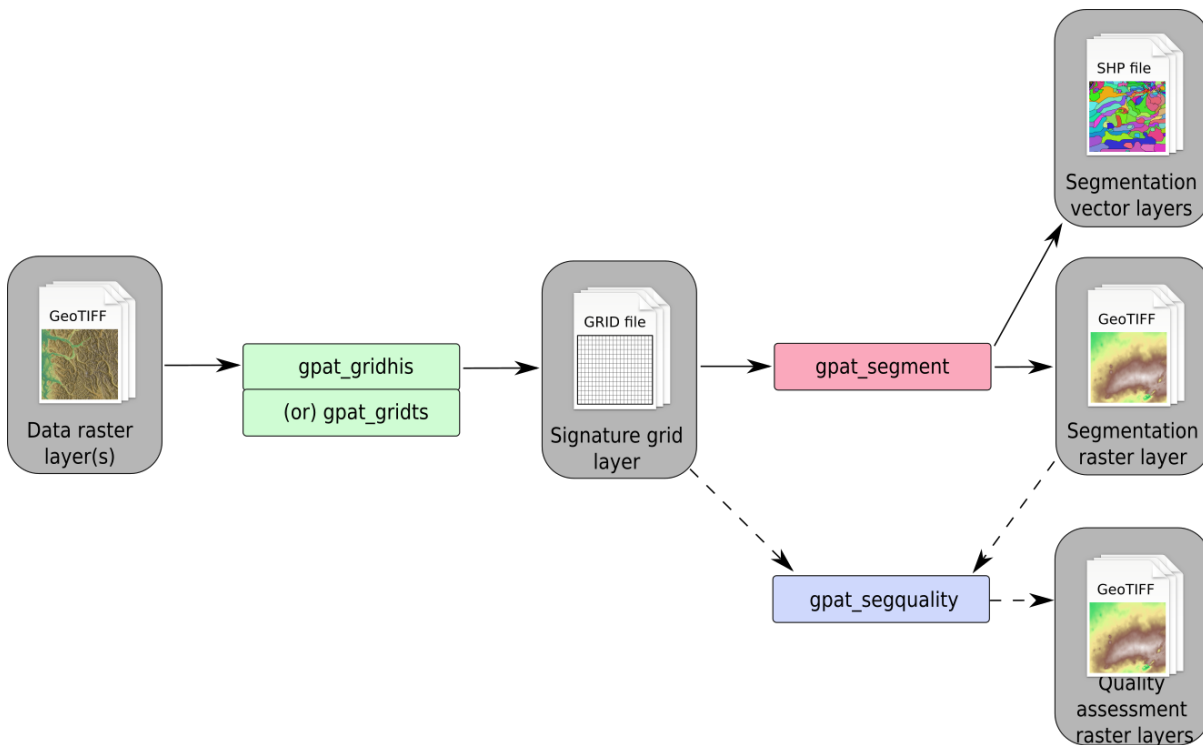 GeoTIFF
Data raster
layer(s)
gpat_gridhis
(or) gpat_gridts
GRID file
Signature grid
layer
gpat_segment
SHP file
Segmentation
vector layers
GeoTIFF
Segmentation
raster layer
gpat_segquality
GeoTIFF
Quality
assessment
raster layers